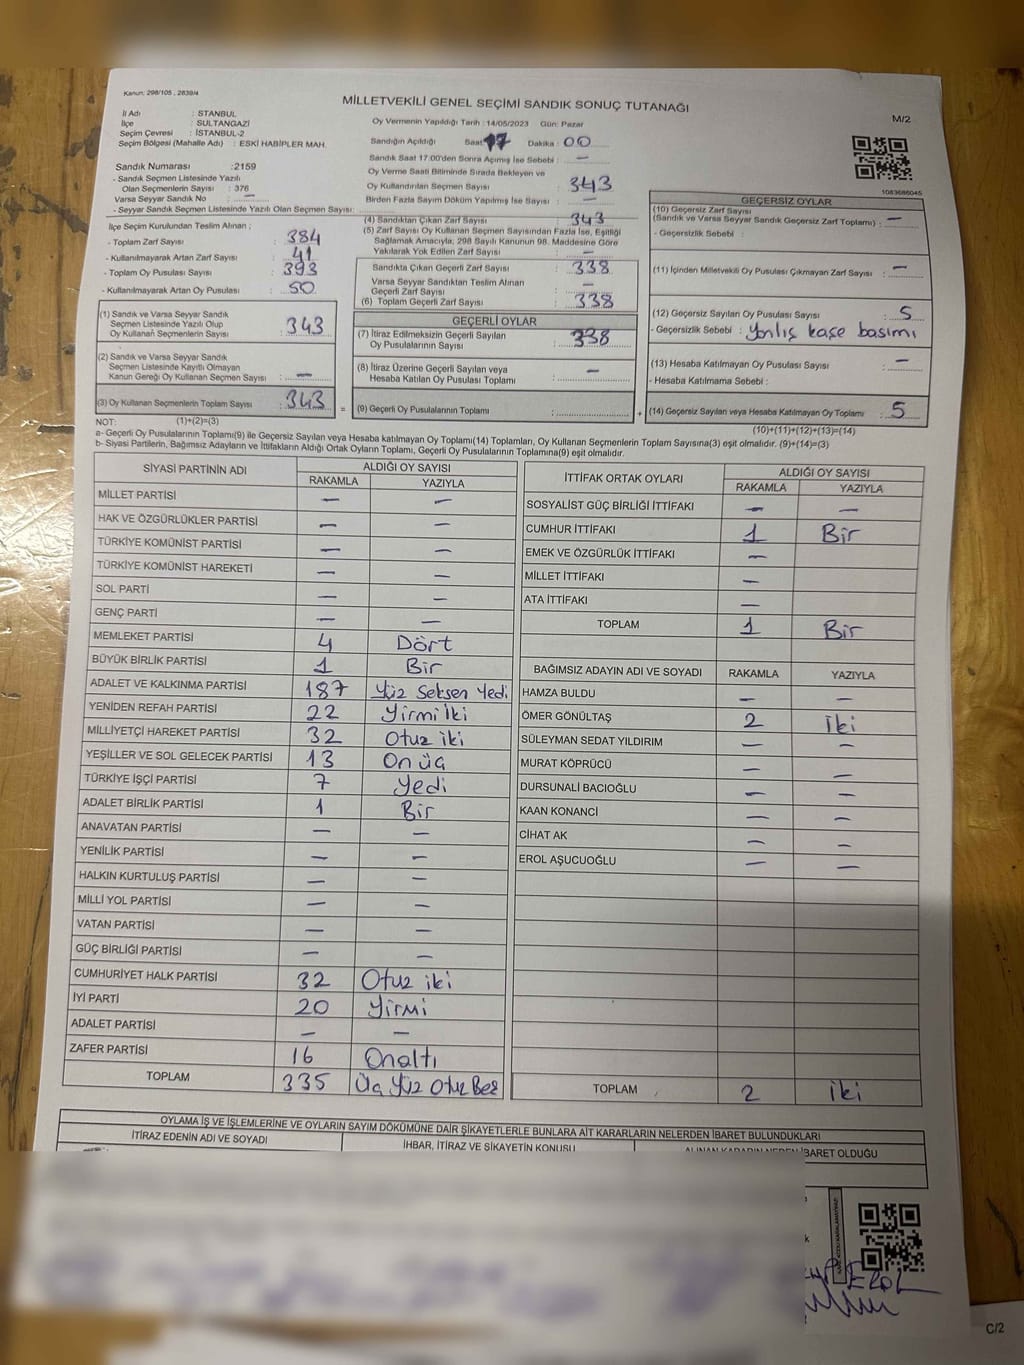 Kanun: 298/105 , 2839/4
MİLLETVEKİLİ GENEL SEÇİMİ SANDIK SONUÇ TUTANAĞI
M/2
İl Adı : STANBUL
İlçe : SULTANGAZİ
Seçim Çevresi : İSTANBUL-2
Seçim Bölgesi (Mahalle Adı) : ESKİ HABİPLER MAH.
Sandık Numarası :2159
- Sandık Seçmen Listesinde Yazılı
Olan Seçmenlerin Sayısı : 376
Varsa Seyyar Sandık No —
- Seyyar Sandık Seçmen Listesinde Yazılı Olan Seçmen Sayısı:
İlçe Seçim Kurulundan Teslim Alınan ;
- Toplam Zarf Sayısı : 384
- Kullanılmayarak Artan Zarf Sayısı : 41
- Toplam Oy Pusulası Sayısı : 393
- Kullanılmayarak Artan Oy Pusulası : 50
(1) Sandık ve Varsa Seyyar Sandık
Seçmen Listesinde Yazılı Olup
Oy Kullanan Seçmenlerin Sayısı : 343
(2) Sandık ve Varsa Seyyar Sandık
Seçmen Listesinde Kayıtlı Olmayan
Kanun Gereği Oy Kullanan Seçmen Sayısı : —
(3) Oy Kullanan Seçmenlerin Toplam Sayısı : 343
Oy Vermenin Yapıldığı Tarih : 14/05/2023 Gün: Pazar
Sandığın Açıldığı Saat 17 Dakika : 00
Sandık Saat 17:00'den Sonra Açımış İse Sebebi : —
Oy Verme Saati Bitiminde Sırada Bekleyen ve
Oy Kullandırılan Seçmen Sayısı : 343
Birden Fazla Sayım Döküm Yapılmış İse Sayısı : —
(4) Sandıktan Çıkan Zarf Sayısı : 343
(5) Zarf Sayısı Oy Kullanan Seçmen Sayısından Fazla İse, Eşitliği
Sağlamak Amacıyla, 298 Sayılı Kanunun 98. Maddesine Göre
Yakılarak Yok Edilen Zarf Sayısı : —
Sandıkta Çıkan Geçerli Zarf Sayısı : 338
Varsa Seyyar Sandıktan Teslim Alınan
Geçerli Zarf Sayısı : —
(6) Toplam Geçerli Zarf Sayısı : 338
GEÇERLİ OYLAR
(7) İtiraz Edilmeksizin Geçerli Sayılan
Oy Pusulalarının Sayısı : 338
(8) İtiraz Üzerine Geçerli Sayılan veya
Hesaba Katılan Oy Pusulası Toplamı : —
= (9) Geçerli Oy Pusulalarının Toplamı :
1083686045
GEÇERSİZ OYLAR
(10) Geçersiz Zarf Sayısı
(Sandık ve Varsa Seyyar Sandık Geçersiz Zarf Toplamı) : —
- Geçersizlik Sebebi :
(11) İçinden Milletvekili Oy Pusulası Çıkmayan Zarf Sayısı : —
(12) Geçersiz Sayılan Oy Pusulası Sayısı : 5
- Geçersizlik Sebebi : Yanlış kaşe basımı
(13) Hesaba Katılmayan Oy Pusulası Sayısı : —
- Hesaba Katılmama Sebebi :
+ (14) Geçersiz Sayılan veya Hesaba Katılmayan Oy Toplamı : 5
NOT: (1)+(2)=(3)
(10)+(11)+(12)+(13)=(14)
a- Geçerli Oy Pusulalarının Toplamı(9) ile Geçersiz Sayılan veya Hesaba katılmayan Oy Toplamı(14) Toplamları, Oy Kullanan Seçmenlerin Toplam Sayısına(3) eşit olmalıdır. (9)+(14)=(3)
b- Siyasi Partilerin, Bağımsız Adayların ve İttifakların Aldığı Ortak Oyların Toplamı, Geçerli Oy Pusulalarının Toplamına(9) eşit olmalıdır.
SİYASİ PARTİNİN ADI ALDIĞI OY SAYISI
RAKAMLA YAZIYLA
MİLLET PARTİSİ — —
HAK VE ÖZGÜRLÜKLER PARTİSİ — —
TÜRKİYE KOMÜNİST PARTİSİ — —
TÜRKİYE KOMÜNİST HAREKETİ — —
SOL PARTİ — —
GENÇ PARTİ — —
MEMLEKET PARTİSİ 4 Dört
BÜYÜK BİRLİK PARTİSİ 1 Bir
ADALET VE KALKINMA PARTİSİ 187 Yüz Seksen Yedi
YENİDEN REFAH PARTİSİ 22 Yirmi İki
MİLLİYETÇİ HAREKET PARTİSİ 32 Otuz iki
YEŞİLLER VE SOL GELECEK PARTİSİ 13 On üç
TÜRKİYE İŞÇİ PARTİSİ 7 Yedi
ADALET BİRLİK PARTİSİ 1 Bir
ANAVATAN PARTİSİ — —
YENİLİK PARTİSİ — —
HALKIN KURTULUŞ PARTİSİ — —
MİLLİ YOL PARTİSİ — —
VATAN PARTİSİ — —
GÜÇ BİRLİĞİ PARTİSİ — —
CUMHURİYET HALK PARTİSİ 32 Otuz iki
İYİ PARTİ 20 Yirmi
ADALET PARTİSİ — —
ZAFER PARTİSİ 16 Onaltı
TOPLAM 335 Üç Yüz Otuz Beş
İTTİFAK ORTAK OYLARI ALDIĞI OY SAYISI
RAKAMLA YAZIYLA
SOSYALİST GÜÇ BİRLİĞİ İTTİFAKI — —
CUMHUR İTTİFAKI 1 Bir
EMEK VE ÖZGÜRLÜK İTTİFAKI —
MİLLET İTTİFAKI —
ATA İTTİFAKI —
TOPLAM 1 Bir
BAĞIMSIZ ADAYIN ADI VE SOYADI RAKAMLA YAZIYLA
HAMZA BULDU — —
ÖMER GÖNÜLTAŞ 2 İki
SÜLEYMAN SEDAT YILDIRIM — —
MURAT KÖPRÜCÜ — —
DURSUNALİ BACIOĞLU — —
KAAN KONANCİ — —
CİHAT AK — —
EROL AŞUCUOĞLU — —
TOPLAM 2 İki
OYLAMA İŞ VE İŞLEMLERİNE VE OYLARIN SAYIM DÖKÜMÜNE DAİR ŞİKAYETLERLE BUNLARA AİT KARARLARIN NELERDEN İBARET BULUNDUKLARI
İTİRAZ EDENİN ADI VE SOYADI İHBAR, İTİRAZ VE ŞİKAYETİN KONUSU ALINAN KARARIN NEDEN İBARET OLDUĞU
EROL
C/2